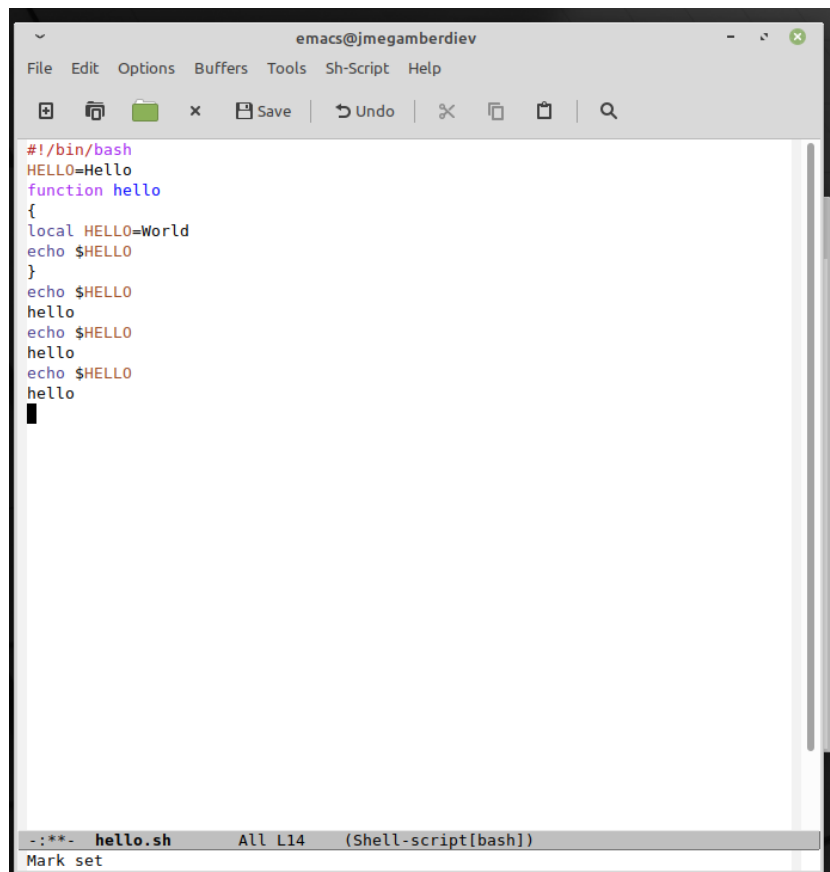 emacs@jmegamberdiev
File Edit Options Buffers Tools Sh-Script Help
Save Undo
#!/bin/bash
HELLO=Hello
function hello
{
local HELLO=World
echo $HELLO
}
echo $HELLO
hello
echo $HELLO
hello
echo $HELLO
hello
-:**- hello.sh All L14 (Shell-script[bash])
Mark set